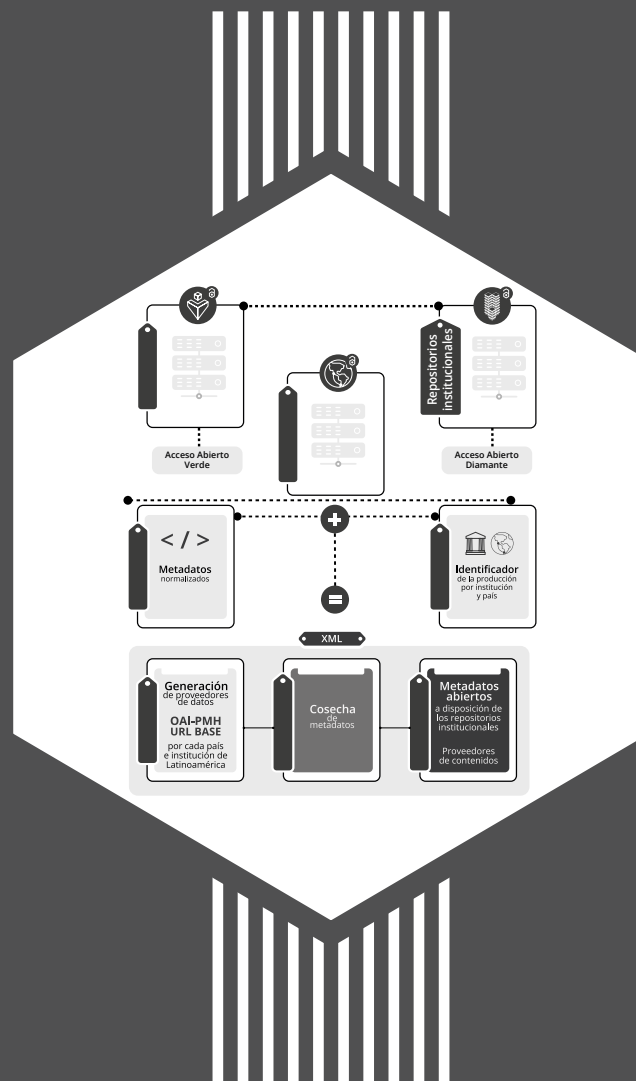 Repositorios
institucionales
Acceso Abierto
Verde
Acceso Abierto
Diamante
< / >
Metadatos
normalizados
Identificador
de la producción
por institución
y país
XML
Generación
de proveedores
de datos
OAI-PMH
URL BASE
por cada país
e institución de
Latinoamérica
Cosecha
de
metadatos
Metadatos
abiertos
a disposición de
los repositorios
institucionales
Proveedores
de contenidos